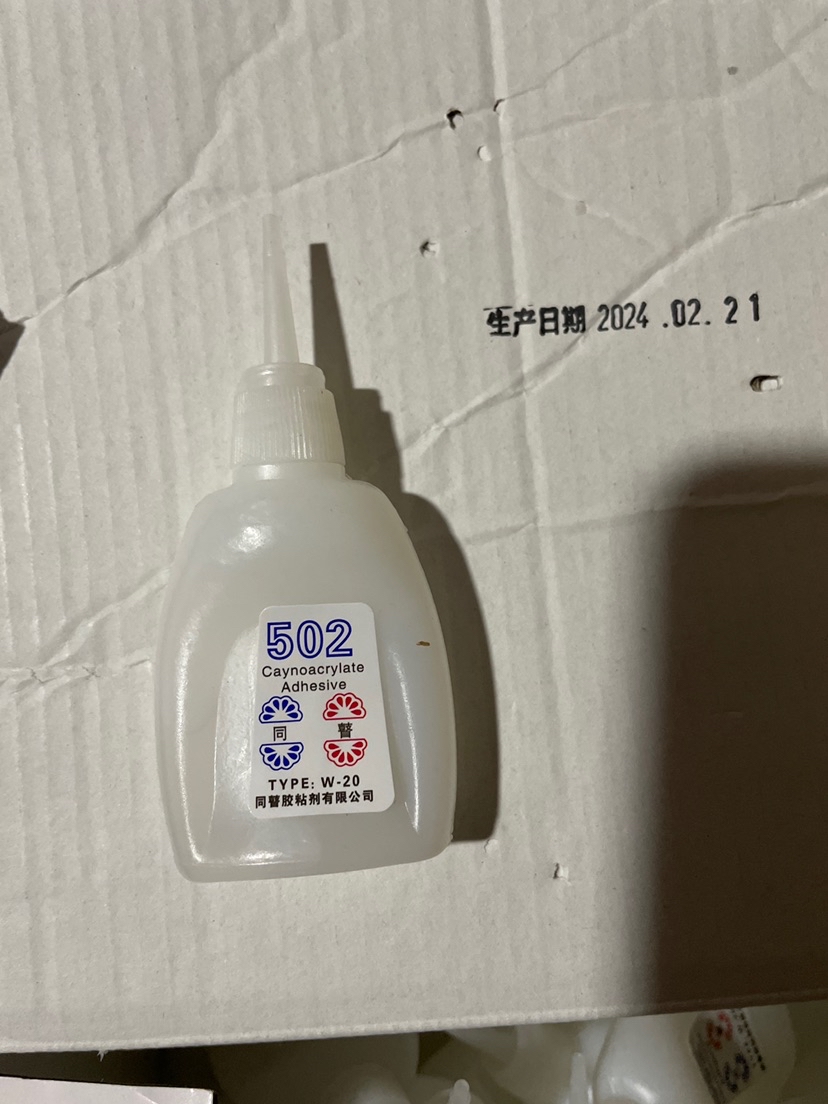 生产日期 2024 .02. 21
502
Caynoacrylate
Adhesive
同 瞽
TYPE: W-20
同瞽胶粘剂有限公司